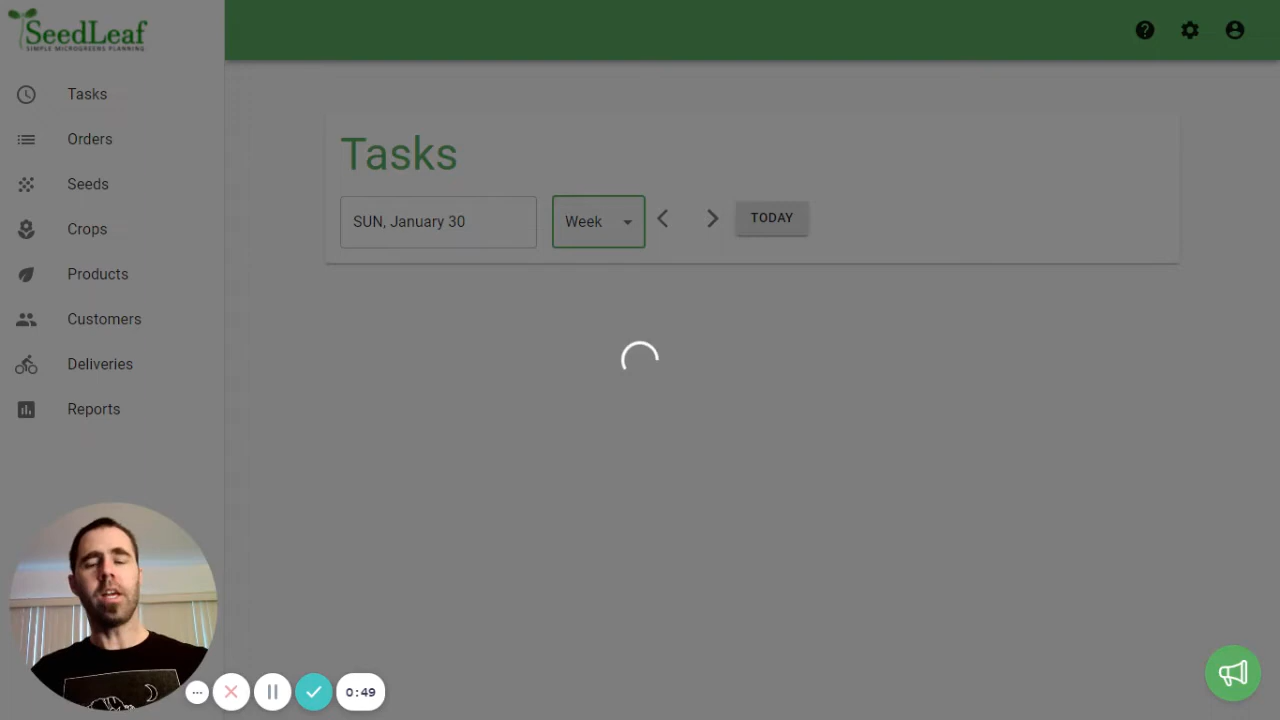 SeedLeaf
SIMPLE MICROGREENS PLANNING
Tasks
Orders
Seeds
Crops
Products
Customers
Deliveries
Reports
Tasks
SUN, January 30
Week
TODAY
0:49